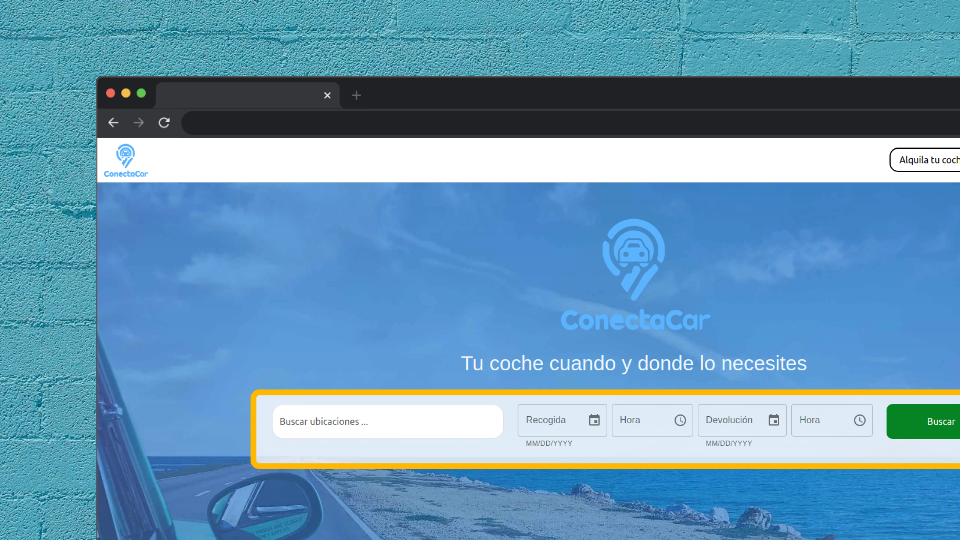 ConectaCar
Alquila tu coch
ConectaCar
Tu coche cuando y donde lo necesites
Buscar ubicaciones ...
Recogida
Hora
Devolución
Hora
Buscar
MM/DD/YYYY
MM/DD/YYYY